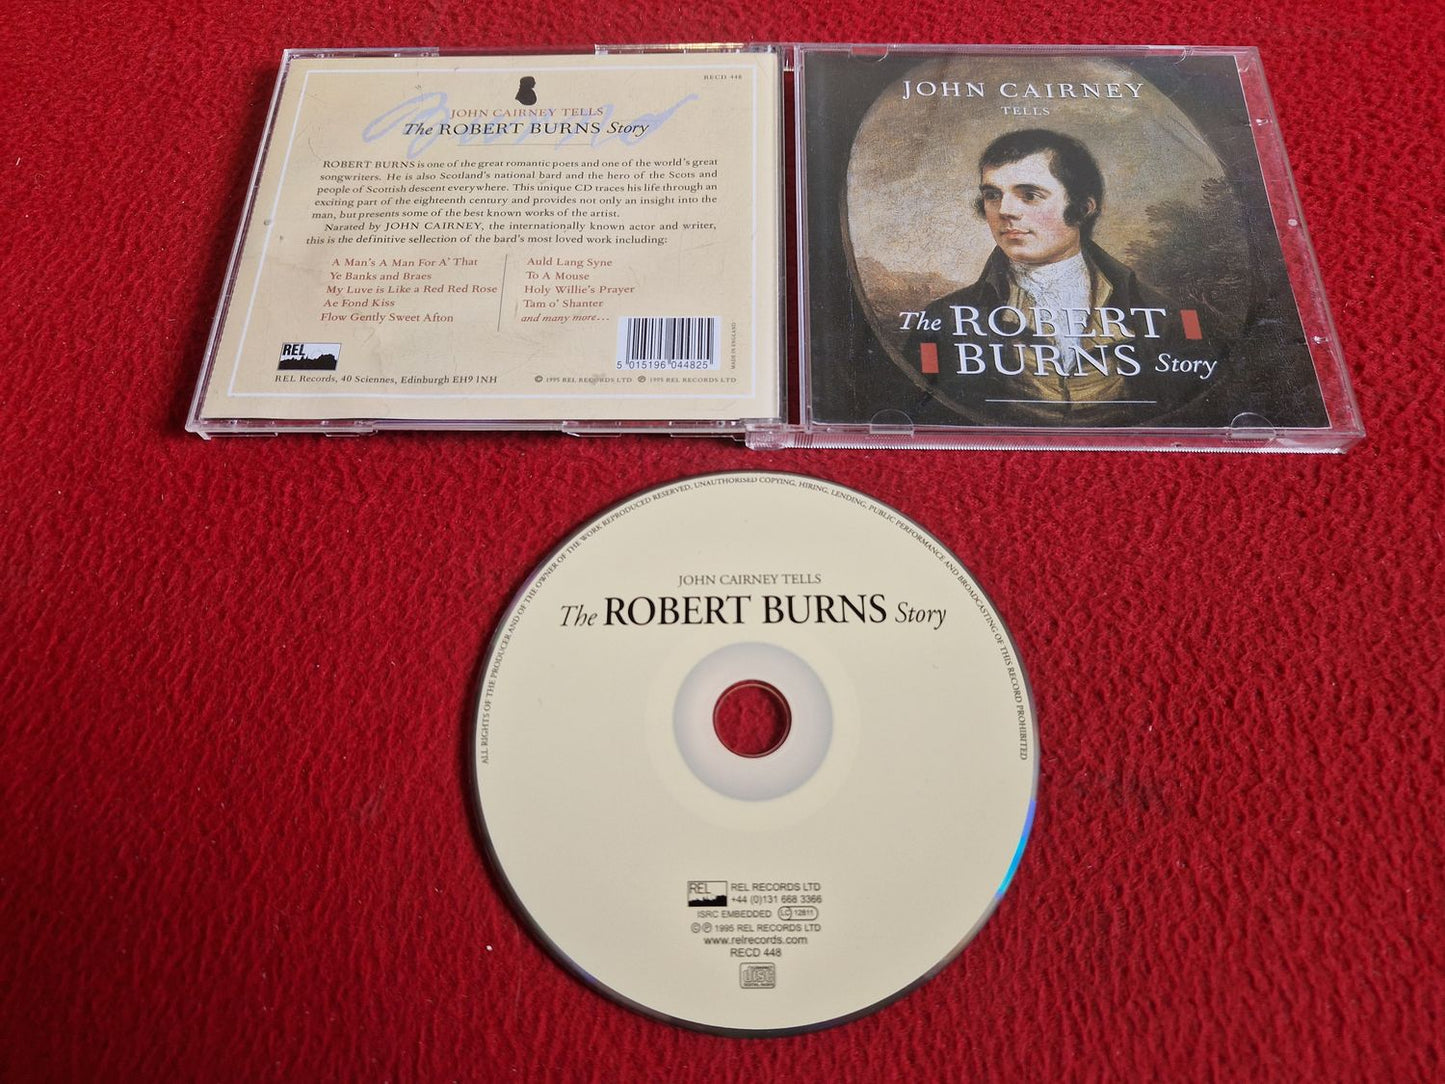 RECD 448
Burns
JOHN CAIRNEY TELLS
The ROBERT BURNS Story
ROBERT BURNS is one of the great romantic poets and one of the world's great
songwriters. He is also Scotland's national bard and the hero of the Scots and
people of Scottish descent everywhere. This unique CD traces his life through an
exciting part of the eighteenth century and provides not only an insight into the
man, but presents some of the best known works of the artist.
Narated by JOHN CAIRNEY, the internationally known actor and writer,
this is the definitive sellection of the bard's most loved work including:
A Man's A Man For A' That
Ye Banks and Braes
My Luve is Like a Red Red Rose
Ae Fond Kiss
Flow Gently Sweet Afton
Auld Lang Syne
To A Mouse
Holy Willie's Prayer
Tam o' Shanter
and many more...
REL
REL Records, 40 Sciennes, Edinburgh EH9 1NH
5 015196 044825
MADE IN ENGLAND
© 1995 REL RECORDS LTD ℗ 1995 REL RECORDS LTD
JOHN CAIRNEY
TELLS
The ROBERT
BURNS Story
ALL RIGHTS OF THE PRODUCER AND OF THE OWNER OF THE WORK REPRODUCED RESERVED, UNAUTHORISED COPYING, HIRING, LENDING, PUBLIC PERFORMANCE AND BROADCASTING OF THIS RECORD PROHIBITED
JOHN CAIRNEY TELLS
The ROBERT BURNS Story
REL
REL RECORDS LTD
+44 (0)131 668 3366
ISRC EMBEDDED LC 12811
©℗ 1995 REL RECORDS LTD
www.relrecords.com
RECD 448
COMPACT
disc
DIGITAL AUDIO